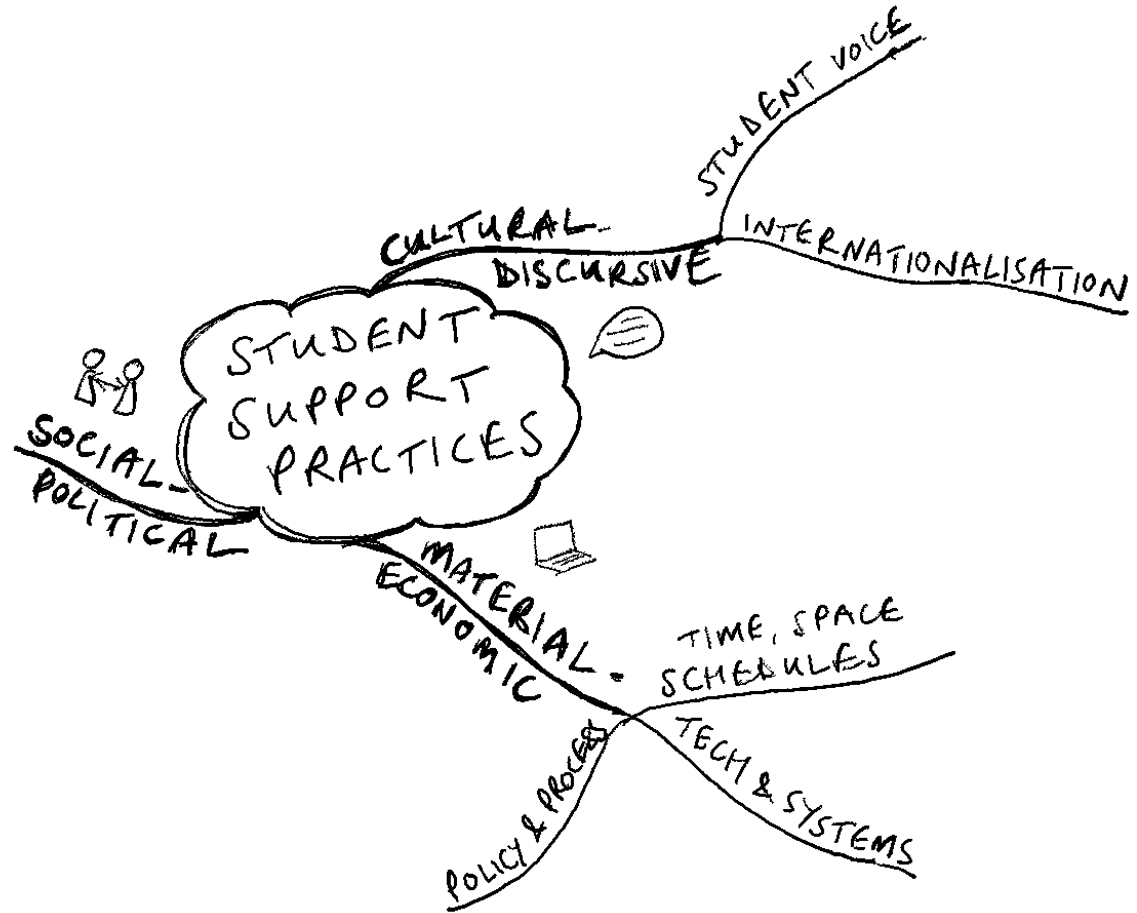 STUDENT VOICE
INTERNATIONALISATION
CULTURAL-
DISCURSIVE
STUDENT
SUPPORT
PRACTICES
SOCIAL-
POLITICAL
MATERIAL-
ECONOMIC
TIME, SPACE
SCHEDULES
TECH & SYSTEMS
POLICY & PROCESS